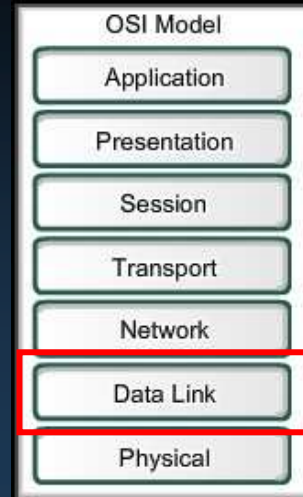 OSI Model
Application
Presentation
Session
Transport
Network
Data Link
Physical